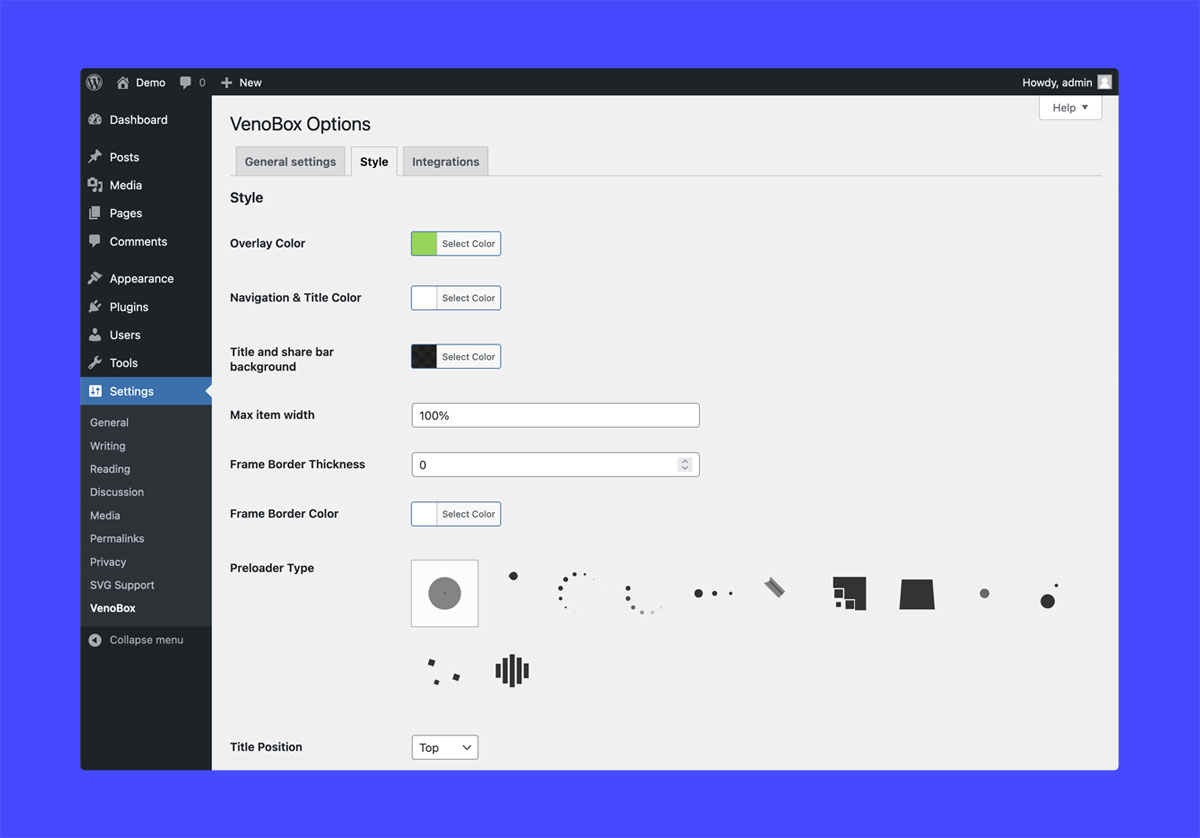 Demo 0 New Howdy, admin
Help
Dashboard
Posts
Media
Pages
Comments
Appearance
Plugins
Users
Tools
Settings
General
Writing
Reading
Discussion
Media
Permalinks
Privacy
SVG Support
VenoBox
Collapse menu
VenoBox Options
General settings Style Integrations
Style
Overlay Color Select Color
Navigation & Title Color Select Color
Title and share bar
background Select Color
Max item width 100%
Frame Border Thickness 0
Frame Border Color Select Color
Preloader Type
Title Position Top